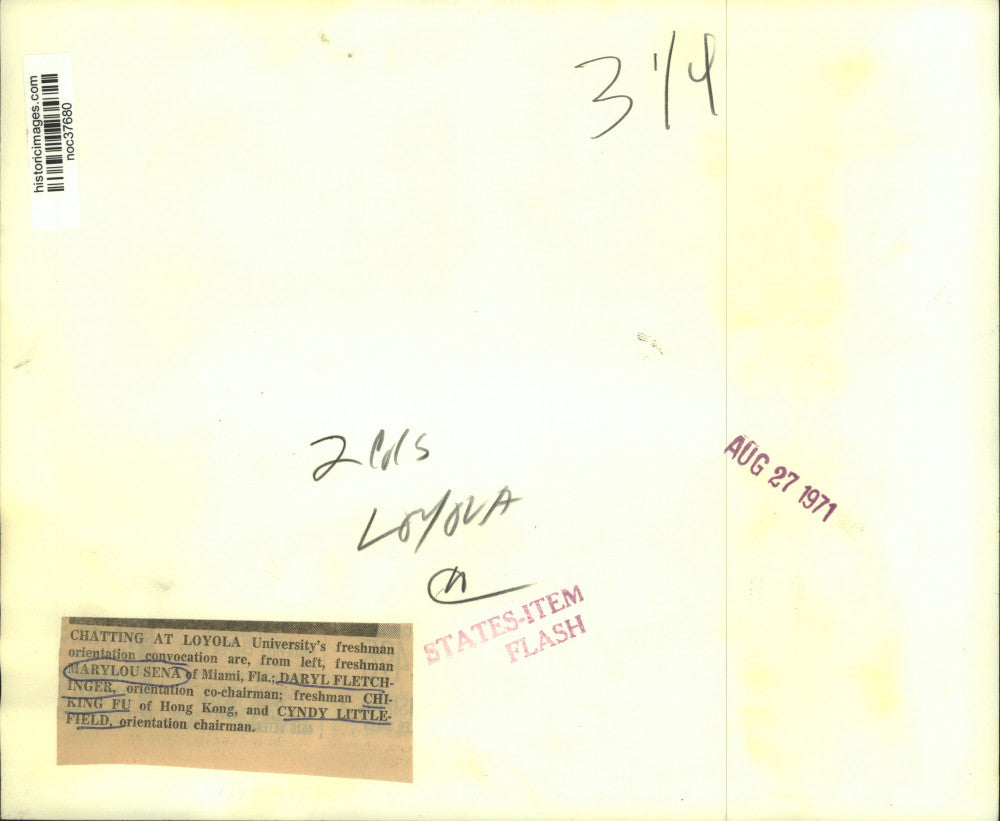 historicimages.com
noc37680
3 1/4
2 Cols
LOYOLA
AUG 27 1971
STATES-ITEM
FLASH
CHATTING AT LOYOLA University's freshman
orientation convocation are, from left, freshman
MARYLOU SENA of Miami, Fla.; DARYL FLETCH-
INGER, orientation co-chairman; freshman CHI-
KING FU of Hong Kong, and CYNDY LITTLE-
FIELD, orientation chairman.